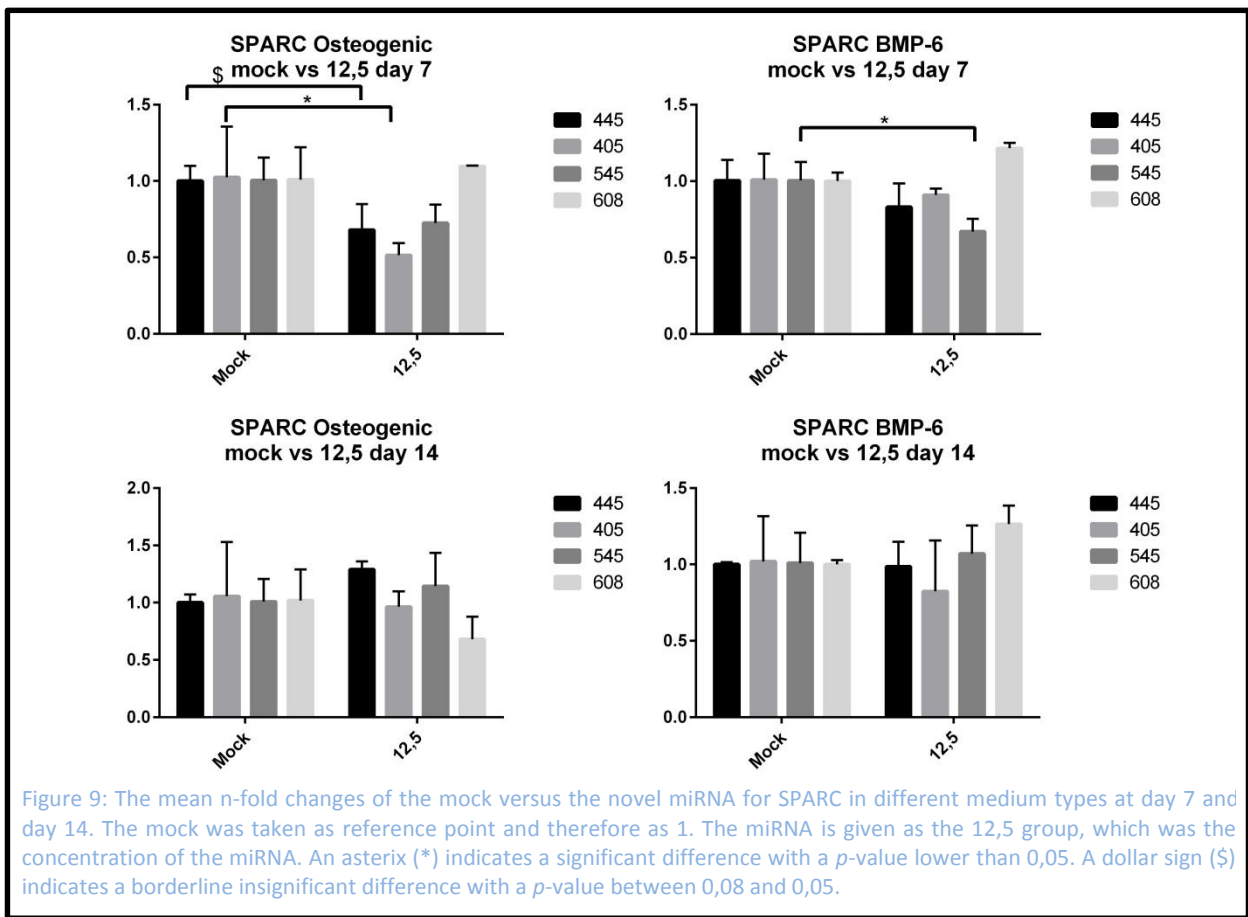 SPARC Osteogenic
mock vs 12,5 day 7
$
*
1.5
1.0
0.5
0.0
Mock
12,5
445
405
545
608
SPARC BMP-6
mock vs 12,5 day 7
*
1.5
1.0
0.5
0.0
Mock
12,5
445
405
545
608
SPARC Osteogenic
mock vs 12,5 day 14
2.0
1.5
1.0
0.5
0.0
Mock
12,5
445
405
545
608
SPARC BMP-6
mock vs 12,5 day 14
1.5
1.0
0.5
0.0
Mock
12,5
445
405
545
608
Figure 9: The mean n-fold changes of the mock versus the novel miRNA for SPARC in different medium types at day 7 and
day 14. The mock was taken as reference point and therefore as 1. The miRNA is given as the 12,5 group, which was the
concentration of the miRNA. An asterix (*) indicates a significant difference with a p-value lower than 0,05. A dollar sign ($)
indicates a borderline insignificant difference with a p-value between 0,08 and 0,05.